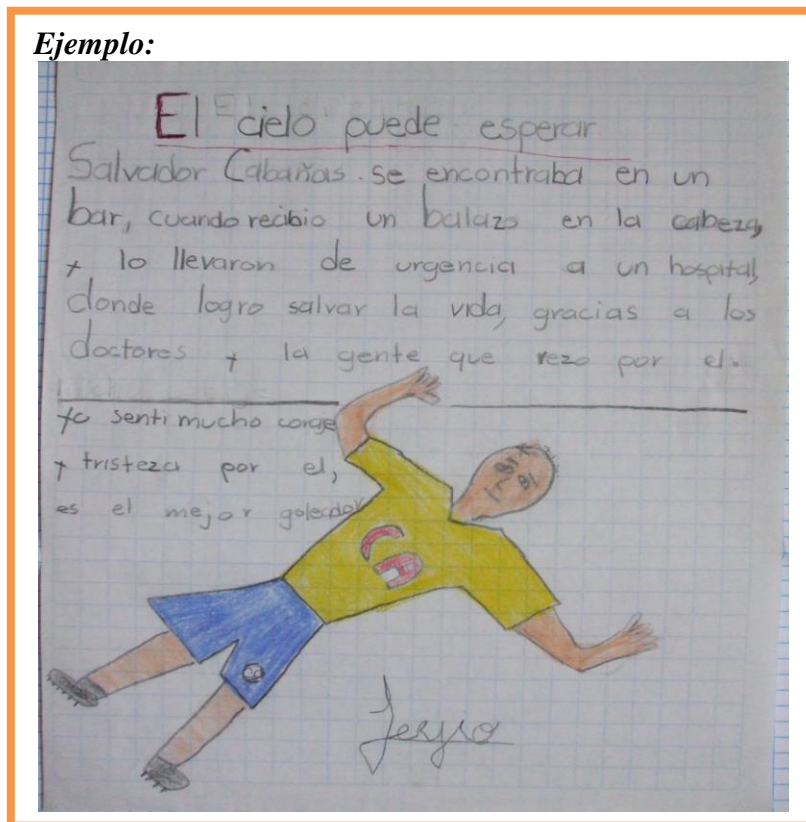 Ejemplo:
El cielo puede esperar
Salvador Cabañas. se encontraba en un
bar, cuando recibio un balazo en la cabeza,
y lo llevaron de urgencia a un hospital,
donde logro salvar la vida, gracias a los
doctores y la gente que rezo por el.
yo senti mucho coraje
y tristeza por el,
es el mejor goleador
CA
Sergio